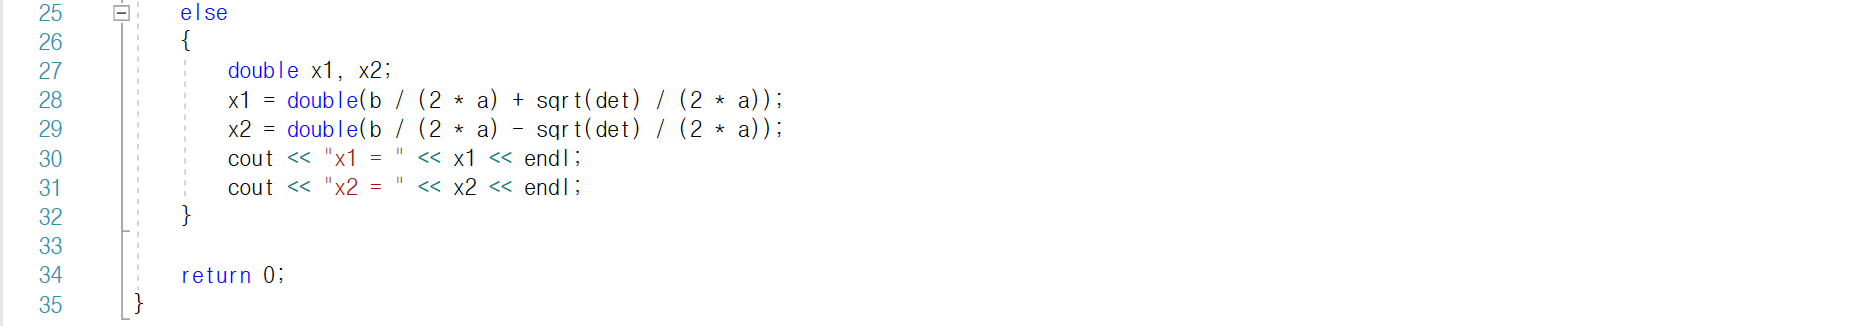 25 else
26 {
27 double x1, x2;
28 x1 = double(b / (2 * a) + sqrt(det) / (2 * a));
29 x2 = double(b / (2 * a) - sqrt(det) / (2 * a));
30 cout << "x1 = " << x1 << endl;
31 cout << "x2 = " << x2 << endl;
32 }
33
34 return 0;
35 }